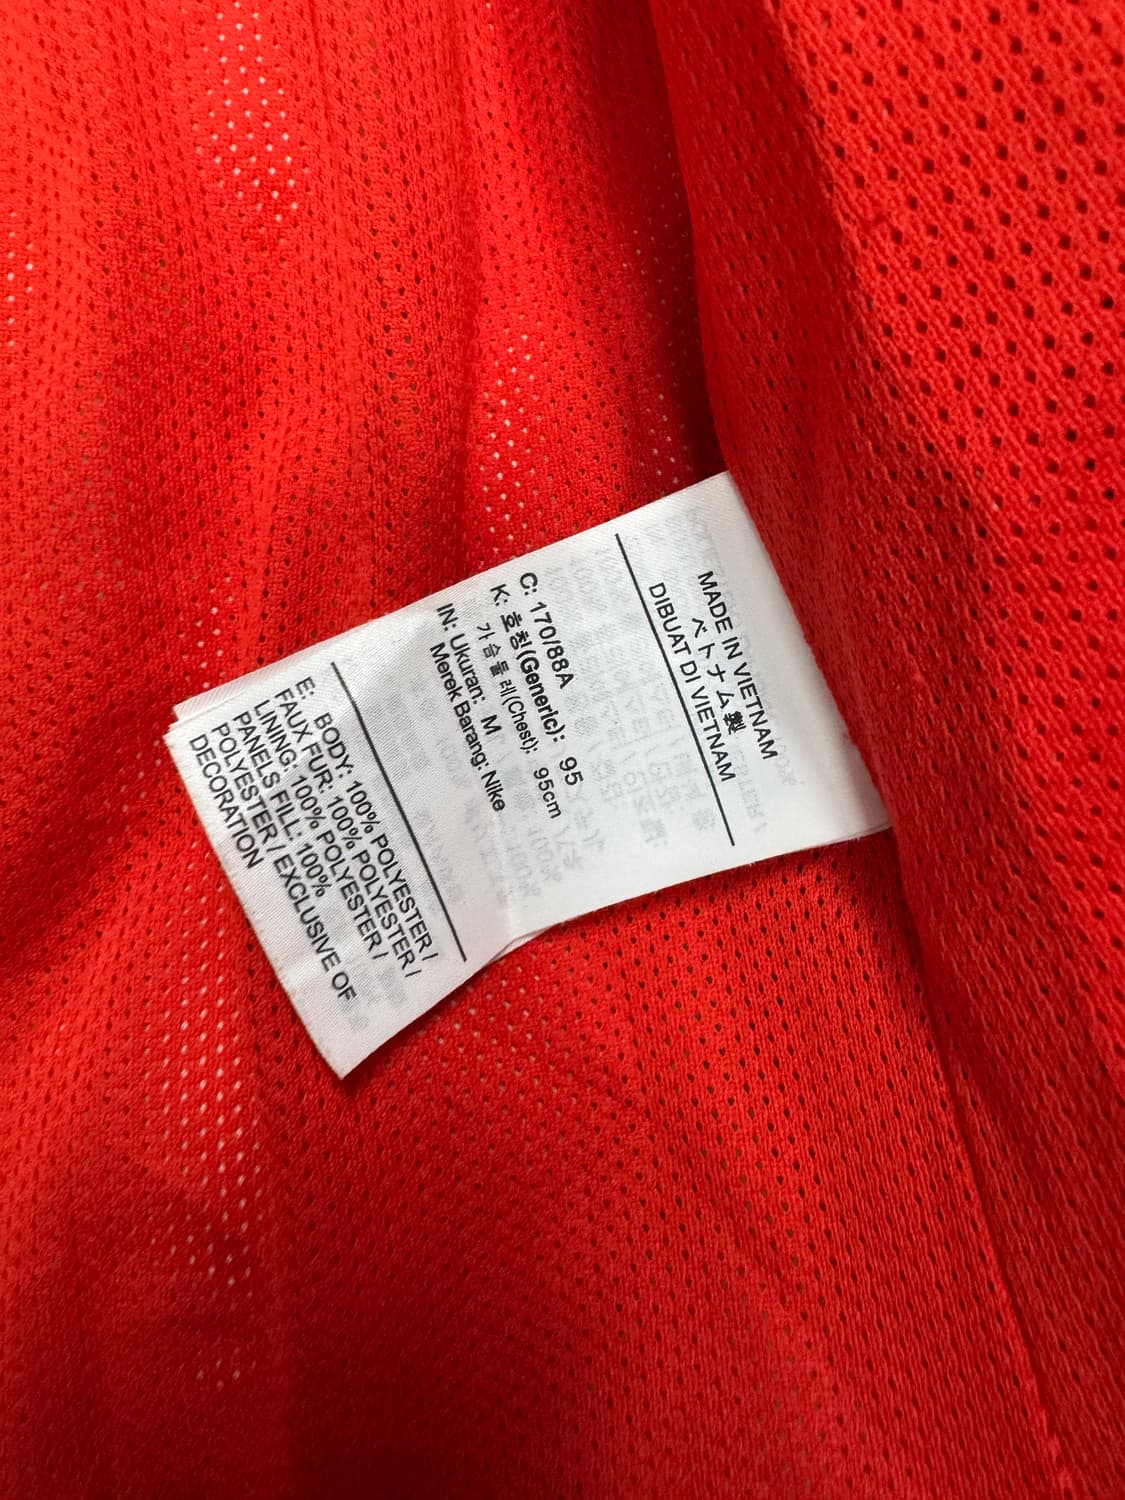 MADE IN VIETNAM
ベトナム製
DIBUAT DI VIETNAM
C: 170/88A
K: 호칭(Generic): 95
가슴둘레(Chest): 95cm
IN: Ukuran: M
Merek Barang: Nike
E: BODY: 100% POLYESTER /
FAUX FUR: 100% POLYESTER /
LINING: 100% POLYESTER /
PANELS FILL: 100%
POLYESTER / EXCLUSIVE OF
DECORATION